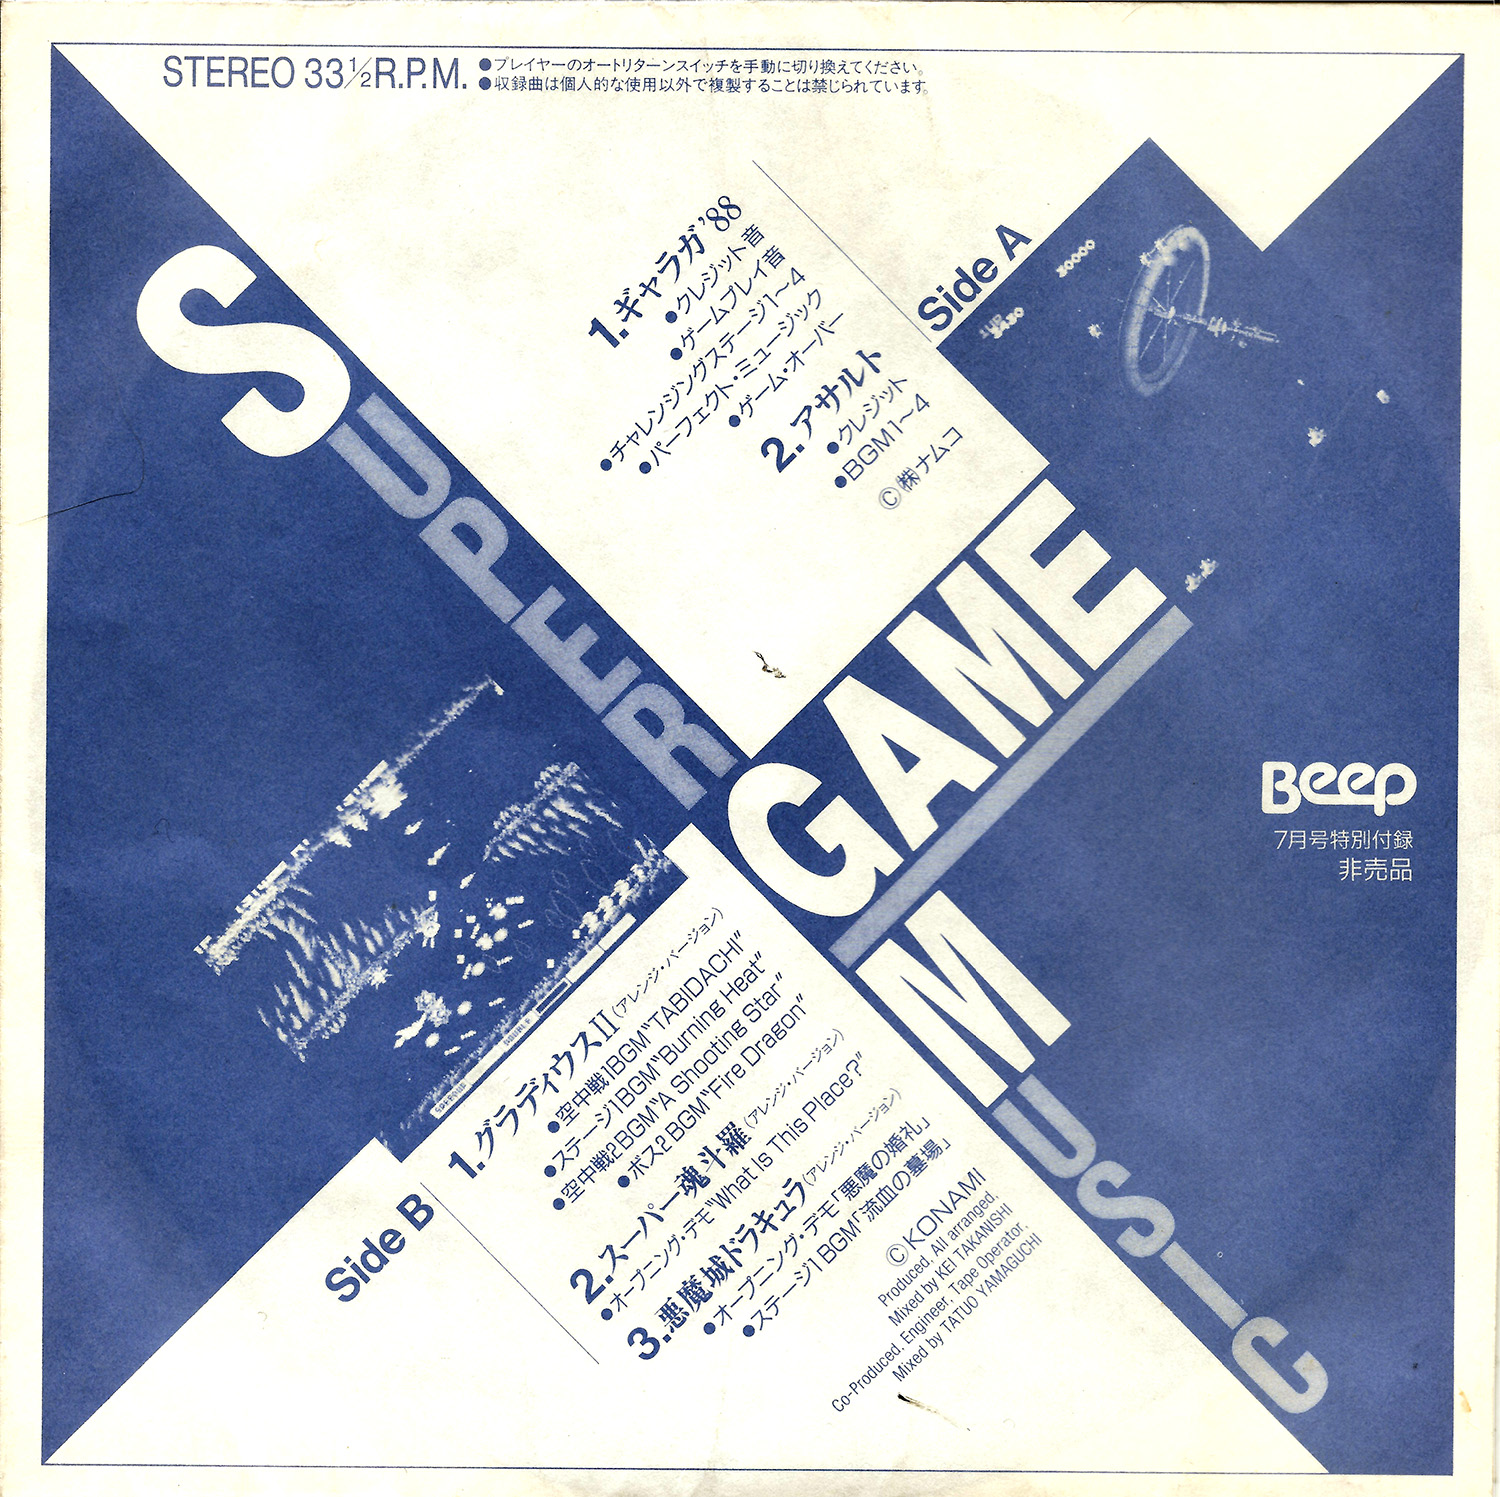 STEREO 33 1/2 R.P.M.
●プレイヤーのオートリターンスイッチを手動に切り換えてください。
●収録曲は個人的な使用以外で複製することは禁じられています。
SUPER
GAME
MUSIC
Side A
1.ギャラガ'88
●クレジット音
●ゲームプレイ音
●チャレンジングステージ1〜4
●パーフェクト・ミュージック
●ゲーム・オーバー
2.アサルト
●クレジット
●BGM1〜4
©㈱ナムコ
30000
1UP
Beep
7月号特別付録
非売品
SPEEDUP
DOUBLE
Side B
1.グラディウスII(アレンジ・バージョン)
●空中戦1BGM“TABIDACHI”
●ステージ1BGM“Burning Heat”
●空中戦2BGM“A Shooting Star”
●ボス2BGM“Fire Dragon”
2.スーパー魂斗羅(アレンジ・バージョン)
●オープニング・デモ“What Is This Place?”
3.悪魔城ドラキュラ(アレンジ・バージョン)
●オープニング・デモ「悪魔の婚礼」
●ステージ1BGM「流血の墓場」
©KONAMI
Produced. All arranged.
Mixed by KEI TAKANISHI
Co-Produced. Engineer. Tape Operator.
Mixed by TATUO YAMAGUCHI